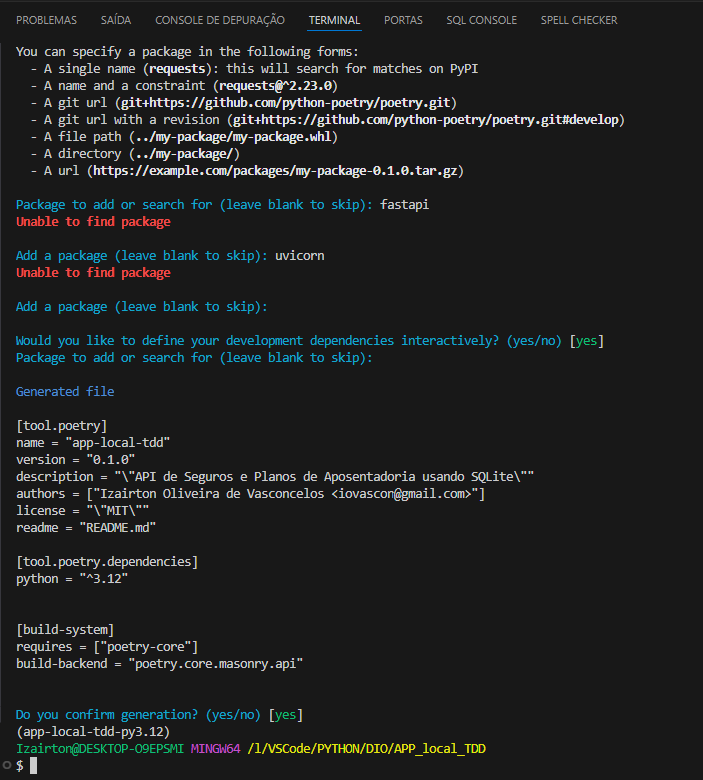 PROBLEMAS SAÍDA CONSOLE DE DEPURAÇÃO TERMINAL PORTAS SQL CONSOLE SPELL CHECKER
You can specify a package in the following forms:
  - A single name (requests): this will search for matches on PyPI
  - A name and a constraint (requests@^2.23.0)
  - A git url (git+https://github.com/python-poetry/poetry.git)
  - A git url with a revision (git+https://github.com/python-poetry/poetry.git#develop)
  - A file path (../my-package/my-package.whl)
  - A directory (../my-package/)
  - A url (https://example.com/packages/my-package-0.1.0.tar.gz)
Package to add or search for (leave blank to skip): fastapi
Unable to find package
Add a package (leave blank to skip): uvicorn
Unable to find package
Add a package (leave blank to skip):
Would you like to define your development dependencies interactively? (yes/no) [yes]
Package to add or search for (leave blank to skip):
Generated file
[tool.poetry]
name = "app-local-tdd"
version = "0.1.0"
description = "\"API de Seguros e Planos de Aposentadoria usando SQLite\""
authors = ["Izairton Oliveira de Vasconcelos <iovascon@gmail.com>"]
license = "\"MIT\""
readme = "README.md"
[tool.poetry.dependencies]
python = "^3.12"
[build-system]
requires = ["poetry-core"]
build-backend = "poetry.core.masonry.api"
Do you confirm generation? (yes/no) [yes]
(app-local-tdd-py3.12)
Izairton@DESKTOP-O9EPSMI MINGW64 /l/VSCode/PYTHON/DIO/APP_local_TDD
$